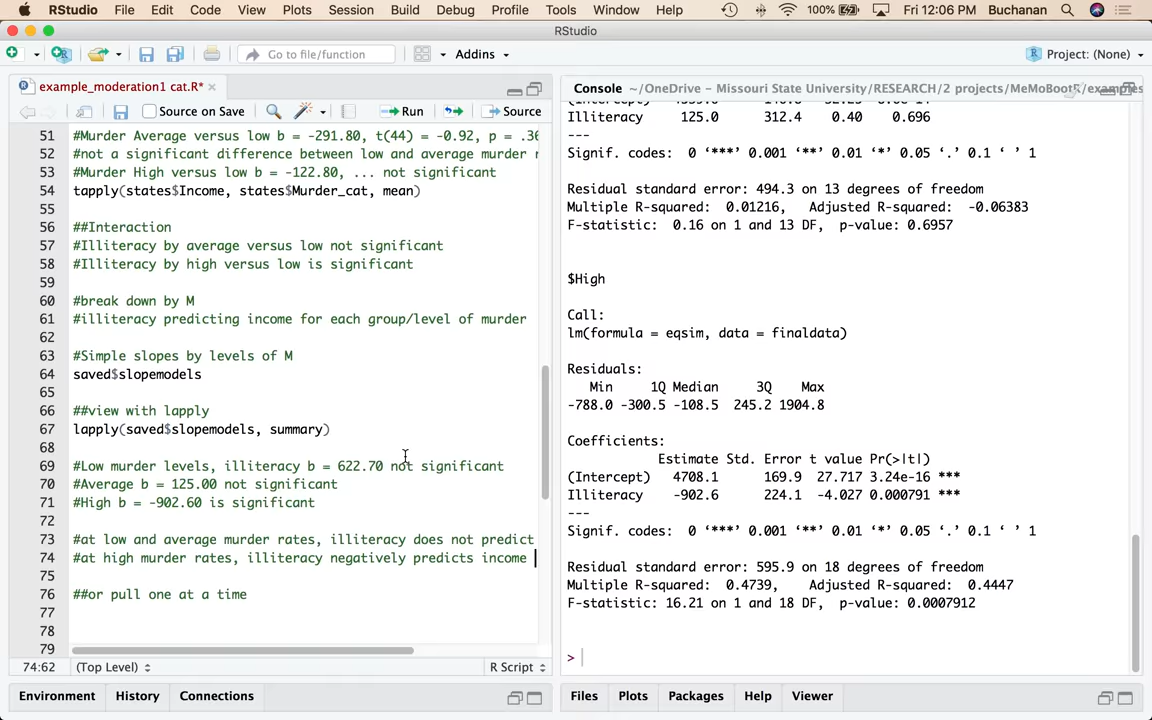 RStudio File Edit Code View Plots Session Build Debug Profile Tools Window Help 100% Fri 12:06 PM Buchanan
RStudio
Go to file/function Addins Project: (None)
example_moderation1 cat.R*
Source on Save Run Source
51 #Murder Average versus low b = -291.80, t(44) = -0.92, p = .36
52 #not a significant difference between low and average murder
53 #Murder High versus low b = -122.80, ... not significant
54 tapply(states$Income, states$Murder_cat, mean)
55
56 ##Interaction
57 #Illiteracy by average versus low not significant
58 #Illiteracy by high versus low is significant
59
60 #break down by M
61 #illiteracy predicting income for each group/level of murder
62
63 #Simple slopes by levels of M
64 saved$slopemodels
65
66 ##view with lapply
67 lapply(saved$slopemodels, summary)
68
69 #Low murder levels, illiteracy b = 622.70 not significant
70 #Average b = 125.00 not significant
71 #High b = -902.60 is significant
72
73 #at low and average murder rates, illiteracy does not predict
74 #at high murder rates, illiteracy negatively predicts income
75
76 ##or pull one at a time
77
78
79
74:62 (Top Level) R Script
Environment History Connections
Console ~/OneDrive – Missouri State University/RESEARCH/2 projects/MeMoBootR/examples
Illiteracy 125.0 312.4 0.40 0.696
---
Signif. codes: 0 ‘***’ 0.001 ‘**’ 0.01 ‘*’ 0.05 ‘.’ 0.1 ‘ ’ 1
Residual standard error: 494.3 on 13 degrees of freedom
Multiple R-squared: 0.01216, Adjusted R-squared: -0.06383
F-statistic: 0.16 on 1 and 13 DF, p-value: 0.6957
$High
Call:
lm(formula = eqsim, data = finaldata)
Residuals:
Min 1Q Median 3Q Max
-788.0 -300.5 -108.5 245.2 1904.8
Coefficients:
Estimate Std. Error t value Pr(>|t|)
(Intercept) 4708.1 169.9 27.717 3.24e-16 ***
Illiteracy -902.6 224.1 -4.027 0.000791 ***
---
Signif. codes: 0 ‘***’ 0.001 ‘**’ 0.01 ‘*’ 0.05 ‘.’ 0.1 ‘ ’ 1
Residual standard error: 595.9 on 18 degrees of freedom
Multiple R-squared: 0.4739, Adjusted R-squared: 0.4447
F-statistic: 16.21 on 1 and 18 DF, p-value: 0.0007912
>
Files Plots Packages Help Viewer